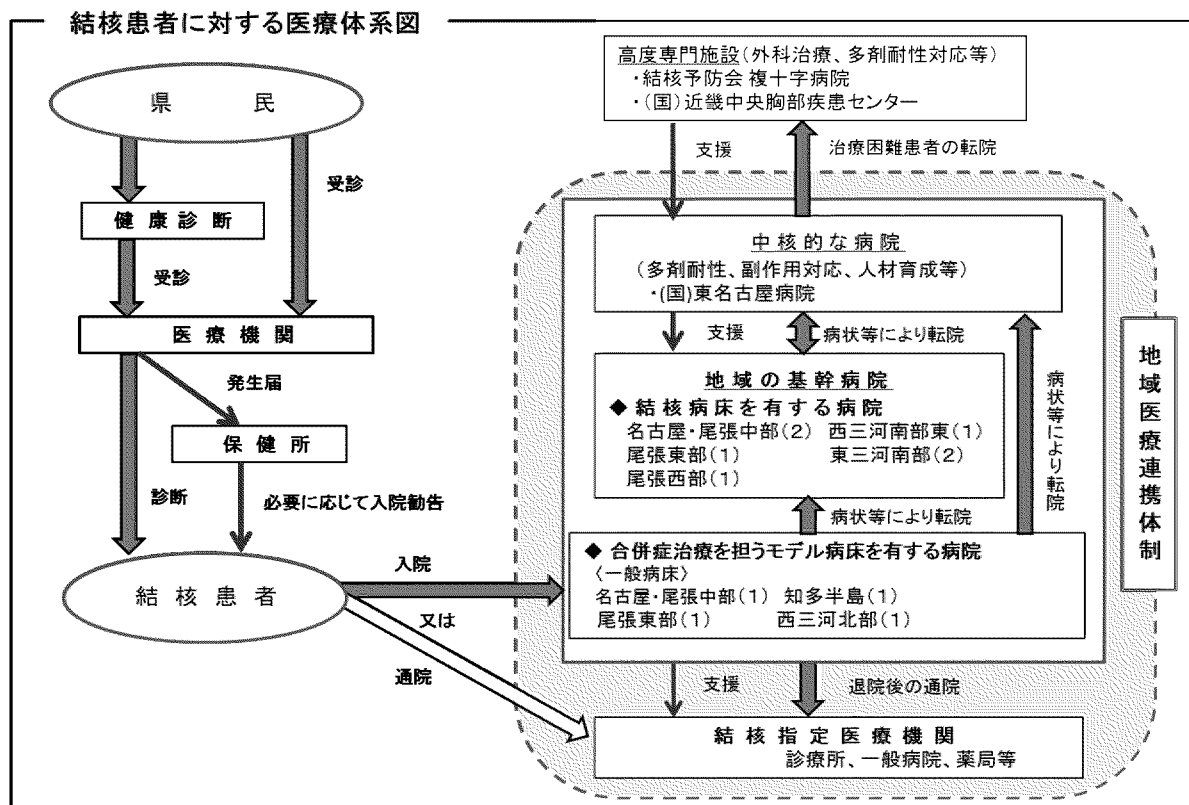 結核患者に対する医療体系図
県　　民
受診
健康診断
受診
医療機関
発生届
保健所
診断
必要に応じて入院勧告
結核患者
入院
又は
通院
高度専門施設(外科治療、多剤耐性対応等)
・結核予防会 複十字病院
・(国)近畿中央胸部疾患センター
支援
治療困難患者の転院
中核的な病院
(多剤耐性、副作用対応、人材育成等)
・(国)東名古屋病院
支援
病状等により転院
地域の基幹病院
◆ 結核病床を有する病院
名古屋・尾張中部(2)　西三河南部東(1)
尾張東部(1)　東三河南部(2)
尾張西部(1)
病状等により転院
病状等により転院
◆ 合併症治療を担うモデル病床を有する病院
〈一般病床〉
名古屋・尾張中部(1)　知多半島(1)
尾張東部(1)　西三河北部(1)
支援
退院後の通院
結核指定医療機関
診療所、一般病院、薬局等
地域医療連携体制